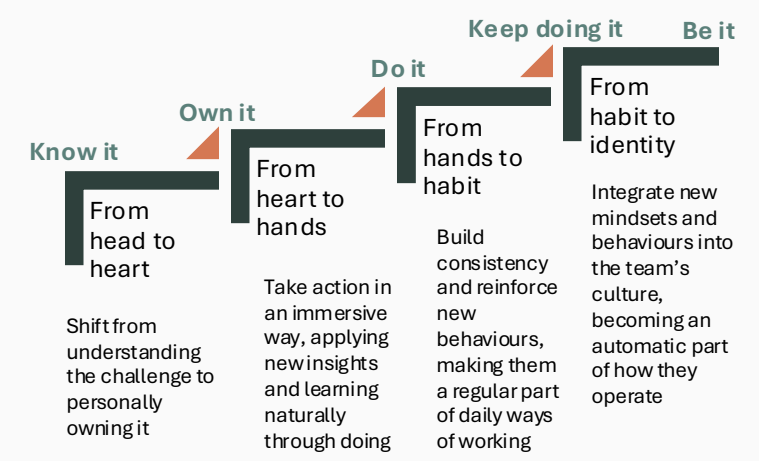 Know it
Own it
Do it
Keep doing it
Be it
From
head to
heart
Shift from
understanding
the challenge to
personally
owning it
From
heart to
hands
Take action in
an immersive
way, applying
new insights
and learning
naturally
through doing
From
hands to
habit
Build
consistency
and reinforce
new
behaviours,
making them
a regular part
of daily ways
of working
From
habit to
identity
Integrate new
mindsets and
behaviours into
the team’s
culture,
becoming an
automatic part
of how they
operate